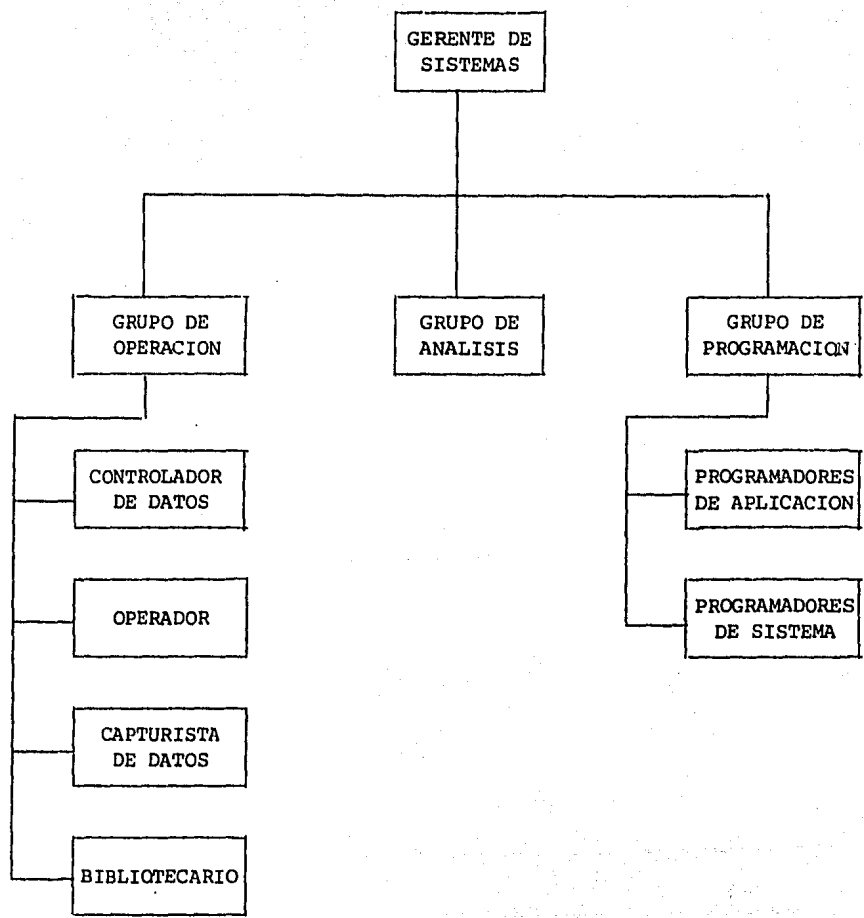 GERENTE DE
SISTEMAS
GRUPO DE
OPERACION
GRUPO DE
ANALISIS
GRUPO DE
PROGRAMACION
CONTROLADOR
DE DATOS
OPERADOR
CAPTURISTA
DE DATOS
BIBLIOTECARIO
PROGRAMADORES
DE APLICACION
PROGRAMADORES
DE SISTEMA